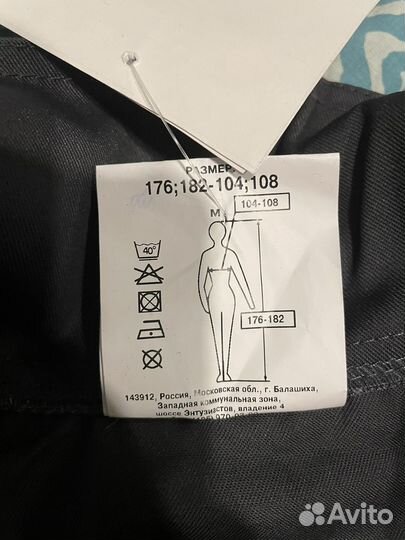 РАЗМЕР
176;182-104;108
М
104-108
40°
176-182
143912, Россия, Московская обл., г. Балашиха,
Западная коммунальная зона,
шоссе Энтузиастов, владение 4
Avito